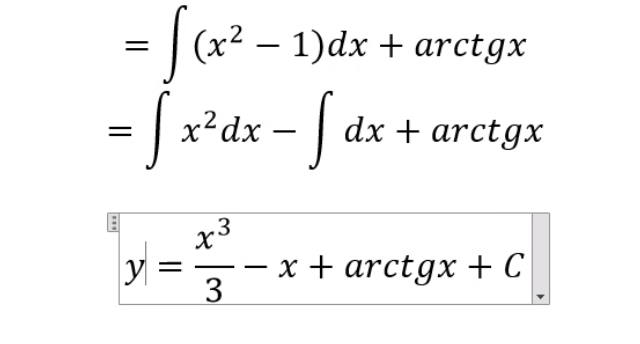 = ∫(x² − 1)dx + arctgx
= ∫ x²dx − ∫ dx + arctgx
y = x³/3 − x + arctgx + C